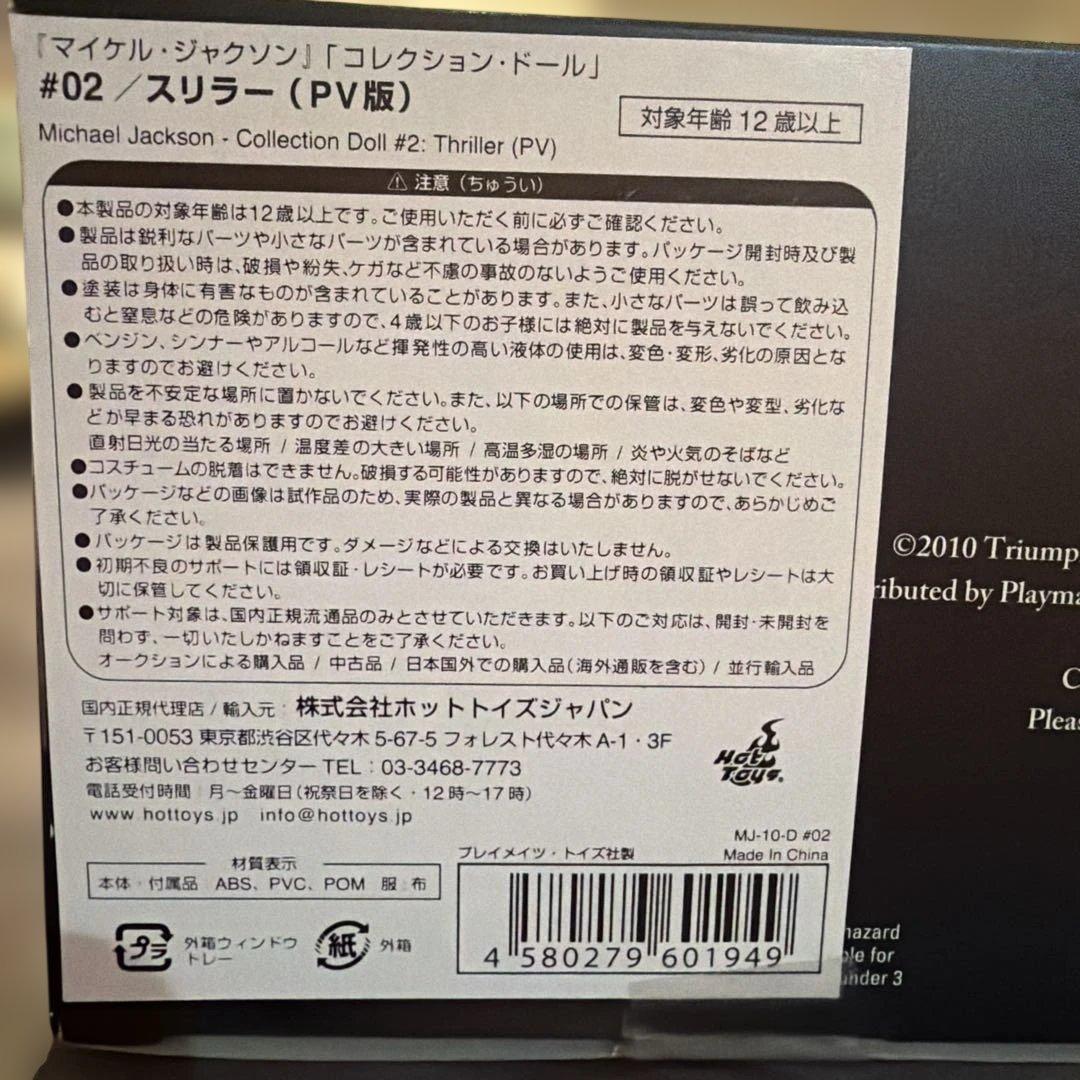 『マイケル・ジャクソン』「コレクション・ドール」
#02／スリラー（PV版）
対象年齢 12 歳以上
Michael Jackson - Collection Doll #2: Thriller (PV)
⚠ 注意（ちゅうい）
●本製品の対象年齢は12歳以上です。ご使用いただく前に必ずご確認ください。
●製品は鋭利なパーツや小さなパーツが含まれている場合があります。パッケージ開封時及び製
品の取り扱い時は、破損や紛失、ケガなど不慮の事故のないようご使用ください。
●塗装は身体に有害なものが含まれていることがあります。また、小さなパーツは誤って飲み込
むと窒息などの危険がありますので、4歳以下のお子様には絶対に製品を与えないでください。
●ベンジン、シンナーやアルコールなど揮発性の高い液体の使用は、変色・変形、劣化の原因とな
りますのでお避けください。
●製品を不安定な場所に置かないでください。また、以下の場所での保管は、変色や変型、劣化な
どが早まる恐れがありますのでお避けください。
直射日光の当たる場所 / 温度差の大きい場所 / 高温多湿の場所 / 炎や火気のそばなど
●コスチュームの脱着はできません。破損する可能性がありますので、絶対に脱がせないでください。
●パッケージなどの画像は試作品のため、実際の製品と異なる場合がありますので、あらかじめご
了承ください。
●パッケージは製品保護用です。ダメージなどによる交換はいたしません。
●初期不良のサポートには領収証・レシートが必要です。お買い上げ時の領収証やレシートは大
切に保管してください。
●サポート対象は、国内正規流通品のみとさせていただきます。以下のご対応は、開封・未開封を
問わず、一切いたしかねますことをご了承ください。
オークションによる購入品 / 中古品 / 日本国外での購入品（海外通販を含む）/ 並行輸入品
国内正規代理店 / 輸入元：株式会社ホットトイズジャパン
〒151-0053 東京都渋谷区代々木 5-67-5 フォレスト代々木 A-1・3F
お客様問い合わせセンター TEL：03-3468-7773
電話受付時間：月〜金曜日（祝祭日を除く・12時〜17時）
www.hottoys.jp info@hottoys.jp
Hot Toys.
MJ-10-D #02
プレイメイツ・トイズ社製 Made In China
材質表示
本体・付属品：ABS、PVC、POM 服：布
プラ 外箱ウィンドウ
トレー
紙 外箱
4 580279 601949
©2010 Triump
ributed by Playma
C
Pleas
hazard
ble for
under 3